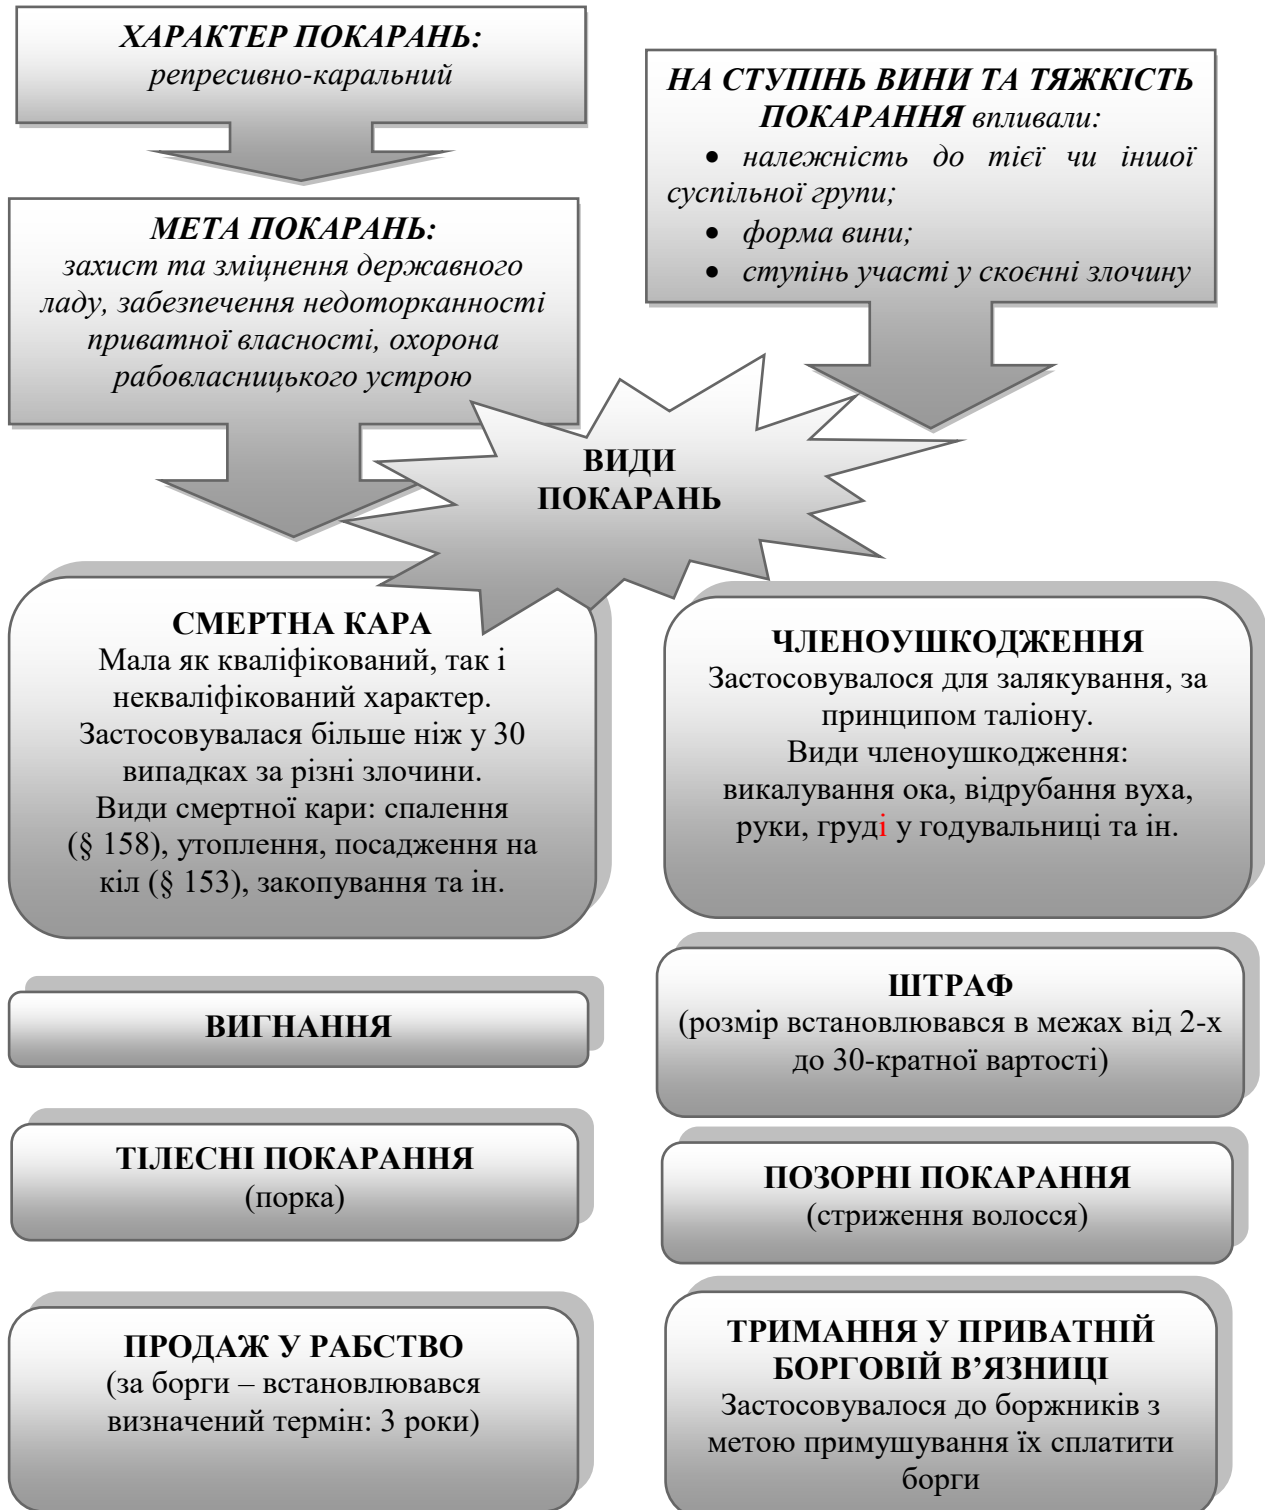 ХАРАКТЕР ПОКАРАНЬ:
репресивно-каральний
НА СТУПІНЬ ВИНИ ТА ТЯЖКІСТЬ
ПОКАРАННЯ впливали:
• належність до тієї чи іншої
суспільної групи;
• форма вини;
• ступінь участі у скоєнні злочину
МЕТА ПОКАРАНЬ:
захист та зміцнення державного
ладу, забезпечення недоторканності
приватної власності, охорона
рабовласницького устрою
ВИДИ
ПОКАРАНЬ
СМЕРТНА КАРА
Мала як кваліфікований, так і
некваліфікований характер.
Застосовувалася більше ніж у 30
випадках за різні злочини.
Види смертної кари: спалення
(§ 158), утоплення, посадження на
кіл (§ 153), закопування та ін.
ЧЛЕНОУШКОДЖЕННЯ
Застосовувалося для залякування, за
принципом таліону.
Види членоушкодження:
викалування ока, відрубання вуха,
руки, груді у годувальниці та ін.
ВИГНАННЯ
ШТРАФ
(розмір встановлювався в межах від 2-х
до 30-кратної вартості)
ТІЛЕСНІ ПОКАРАННЯ
(порка)
ПОЗОРНІ ПОКАРАННЯ
(стриження волосся)
ПРОДАЖ У РАБСТВО
(за борги – встановлювався
визначений термін: 3 роки)
ТРИМАННЯ У ПРИВАТНІЙ
БОРГОВІЙ В’ЯЗНИЦІ
Застосовувалося до боржників з
метою примушування їх сплатити
борги